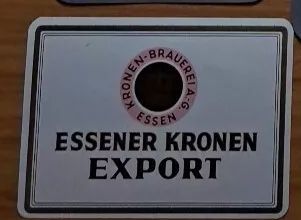 KRONEN-BRAUEREI A-G.
ESSEN
ESSENER KRONEN
EXPORT